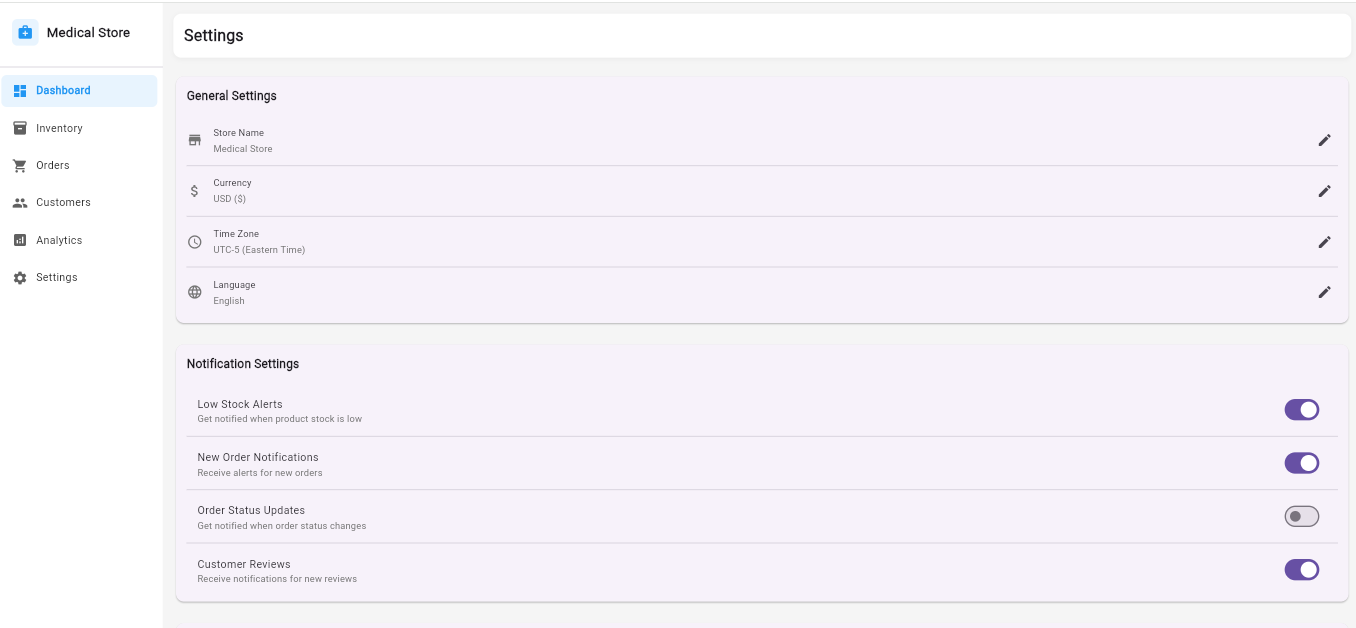 Medical Store
Settings
Dashboard
Inventory
Orders
Customers
Analytics
Settings
General Settings
Store Name
Medical Store
Currency
USD ($)
Time Zone
UTC-5 (Eastern Time)
Language
English
Notification Settings
Low Stock Alerts
Get notified when product stock is low
New Order Notifications
Receive alerts for new orders
Order Status Updates
Get notified when order status changes
Customer Reviews
Receive notifications for new reviews